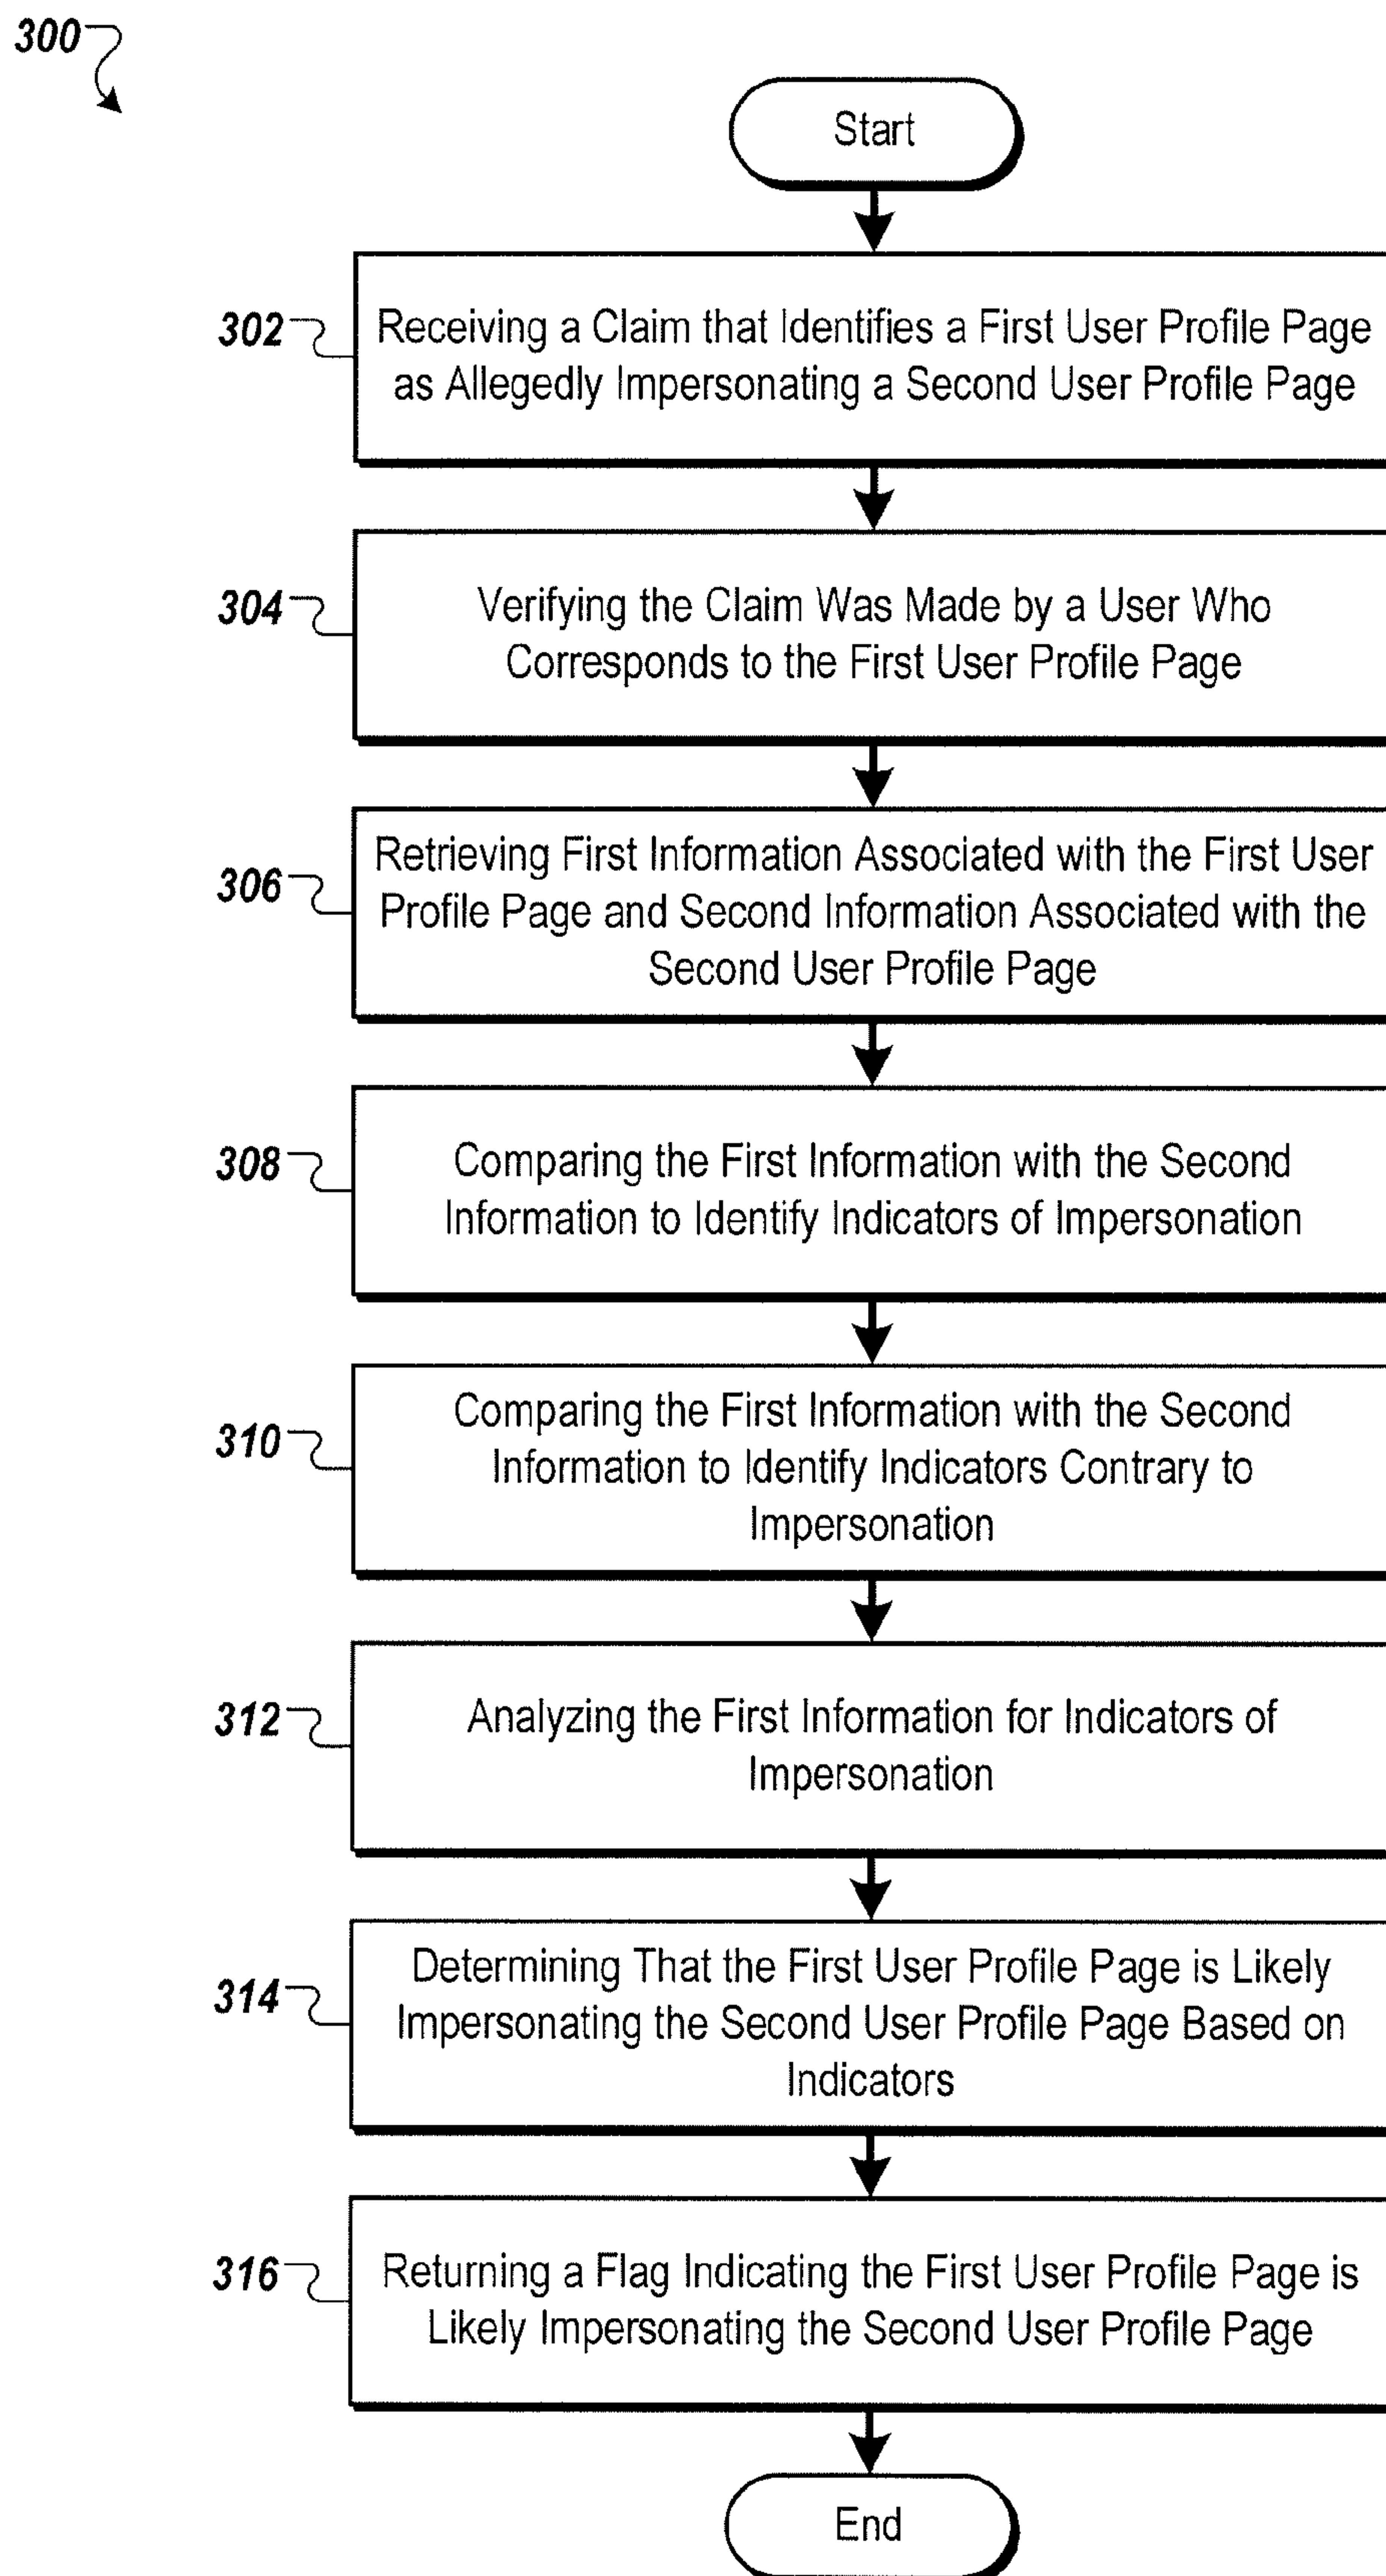 300
Start
302
Receiving a Claim that Identifies a First User Profile Page
as Allegedly Impersonating a Second User Profile Page
304
Verifying the Claim Was Made by a User Who
Corresponds to the First User Profile Page
306
Retrieving First Information Associated with the First User
Profile Page and Second Information Associated with the
Second User Profile Page
308
Comparing the First Information with the Second
Information to Identify Indicators of Impersonation
310
Comparing the First Information with the Second
Information to Identify Indicators Contrary to
Impersonation
312
Analyzing the First Information for Indicators of
Impersonation
314
Determining That the First User Profile Page is Likely
Impersonating the Second User Profile Page Based on
Indicators
316
Returning a Flag Indicating the First User Profile Page is
Likely Impersonating the Second User Profile Page
End